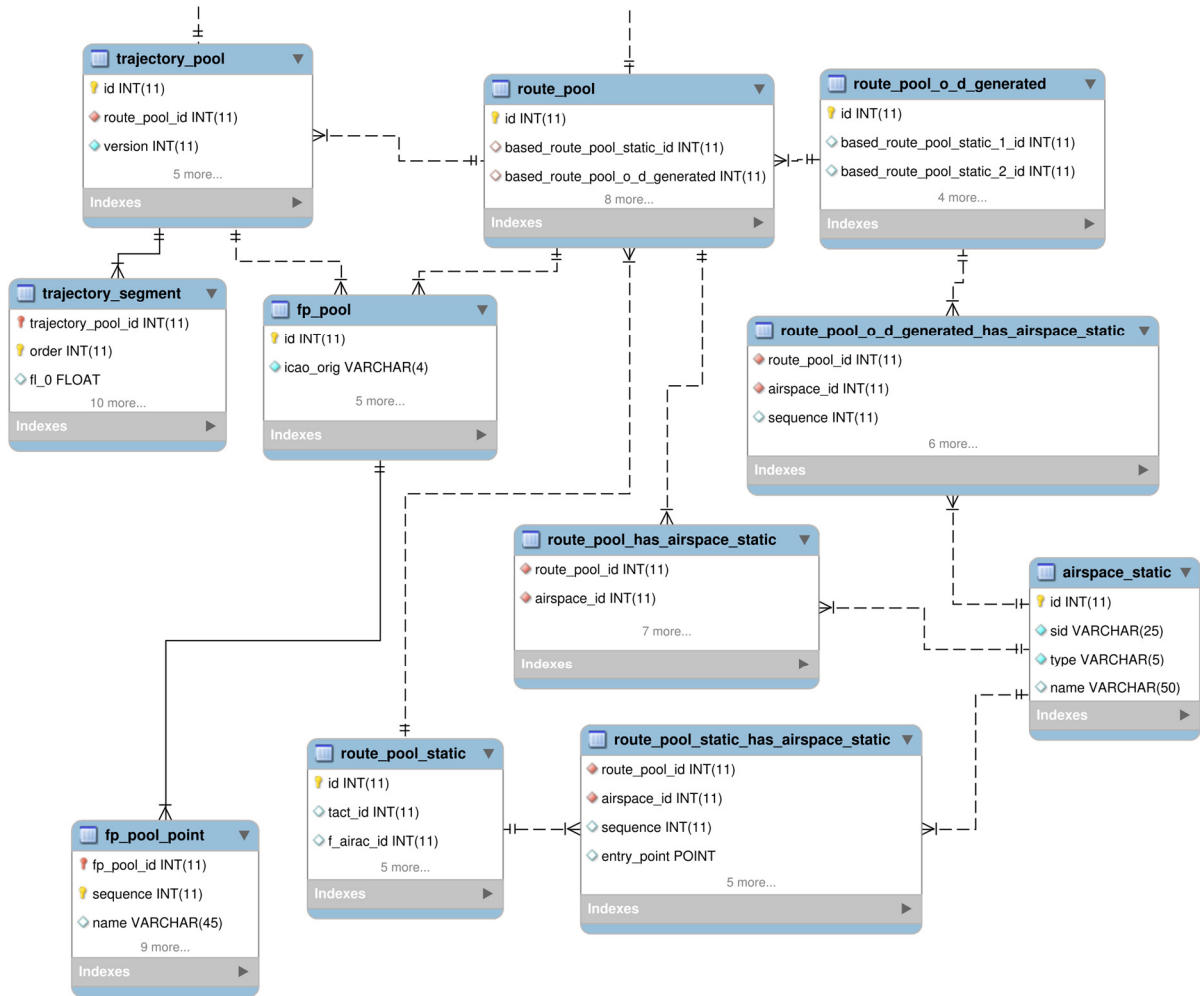 trajectory_pool
id INT(11)
route_pool_id INT(11)
version INT(11)
5 more...
Indexes
route_pool
id INT(11)
based_route_pool_static_id INT(11)
based_route_pool_o_d_generated INT(11)
8 more...
Indexes
route_pool_o_d_generated
id INT(11)
based_route_pool_static_1_id INT(11)
based_route_pool_static_2_id INT(11)
4 more...
Indexes
trajectory_segment
trajectory_pool_id INT(11)
order INT(11)
fl_0 FLOAT
10 more...
Indexes
fp_pool
id INT(11)
icao_orig VARCHAR(4)
5 more...
Indexes
route_pool_o_d_generated_has_airspace_static
route_pool_id INT(11)
airspace_id INT(11)
sequence INT(11)
6 more...
Indexes
route_pool_has_airspace_static
route_pool_id INT(11)
airspace_id INT(11)
7 more...
Indexes
airspace_static
id INT(11)
sid VARCHAR(25)
type VARCHAR(5)
name VARCHAR(50)
Indexes
route_pool_static
id INT(11)
tact_id INT(11)
f_airac_id INT(11)
5 more...
Indexes
route_pool_static_has_airspace_static
route_pool_id INT(11)
airspace_id INT(11)
sequence INT(11)
entry_point POINT
5 more...
Indexes
fp_pool_point
fp_pool_id INT(11)
sequence INT(11)
name VARCHAR(45)
9 more...
Indexes